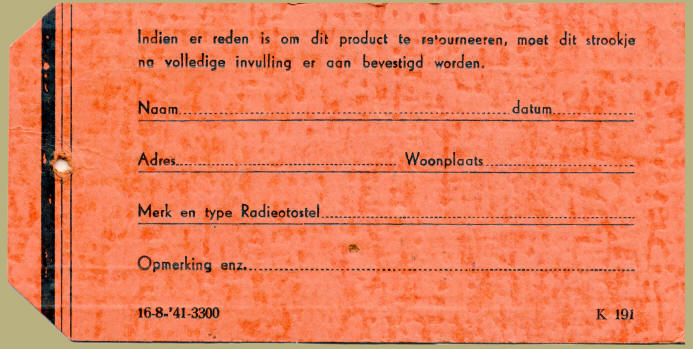 Indien er reden is om dit product te retourneeren, moet dit strookje
na volledige invulling er aan bevestigd worden.
Naam datum
Adres Woonplaats
Merk en type Radieotostel
Opmerking enz.
16-8-'41-3300 K 191